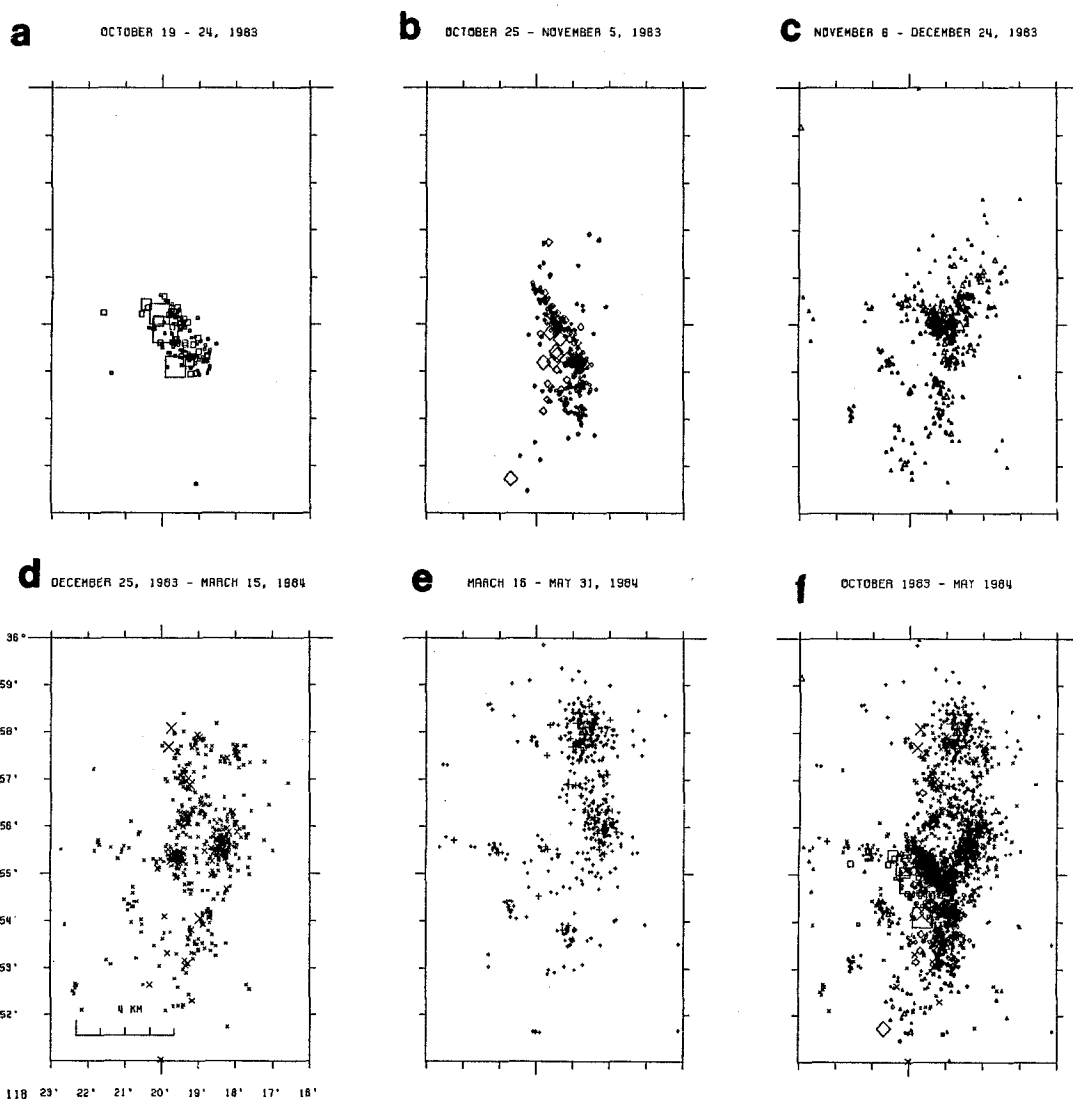 a OCTOBER 19 - 24, 1983
b OCTOBER 25 - NOVEMBER 5, 1983
c NOVEMBER 6 - DECEMBER 24, 1983
d DECEMBER 25, 1983 - MARCH 15, 1984
e MARCH 16 - MAY 31, 1984
f OCTOBER 1983 - MAY 1984
36°
59'
58'
57'
56'
55'
54'
53'
52'
4 KM
118 23' 22' 21' 20' 19' 18' 17' 16'